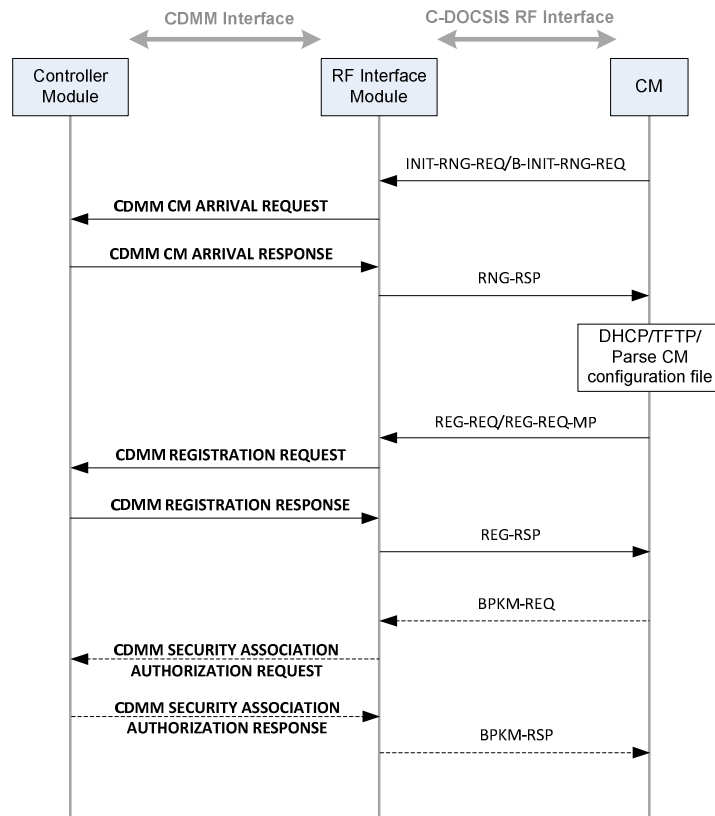 CDMM Interface
C-DOCSIS RF Interface
Controller
Module
RF Interface
Module
CM
INIT-RNG-REQ/B-INIT-RNG-REQ
CDMM CM ARRIVAL REQUEST
CDMM CM ARRIVAL RESPONSE
RNG-RSP
DHCP/TFTP/
Parse CM
configuration file
REG-REQ/REG-REQ-MP
CDMM REGISTRATION REQUEST
CDMM REGISTRATION RESPONSE
REG-RSP
BPKM-REQ
CDMM SECURITY ASSOCIATION
AUTHORIZATION REQUEST
CDMM SECURITY ASSOCIATION
AUTHORIZATION RESPONSE
BPKM-RSP